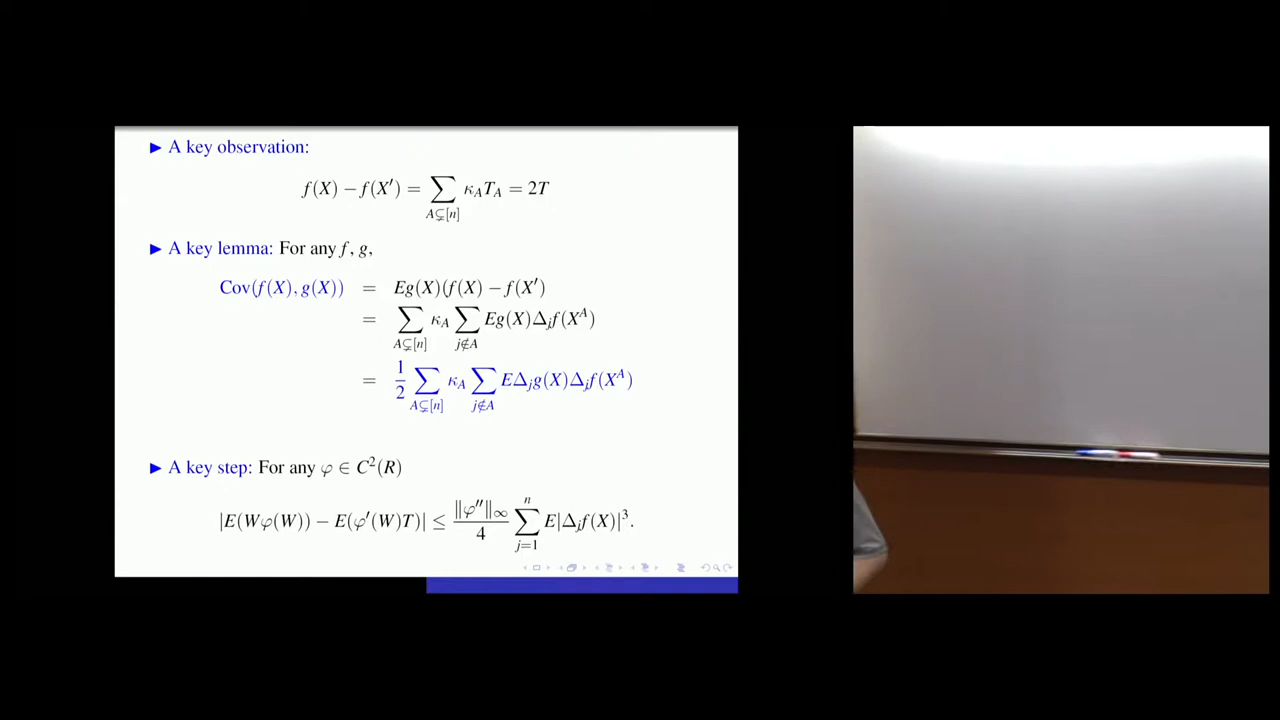 ► A key observation:
f(X) − f(X′) = ∑_{A⊊[n]} κ_A T_A = 2T
► A key lemma: For any f, g,
Cov(f(X), g(X)) = Eg(X)(f(X) − f(X′)
= ∑_{A⊊[n]} κ_A ∑_{j∉A} Eg(X)Δ_j f(X^A)
= 1/2 ∑_{A⊊[n]} κ_A ∑_{j∉A} EΔ_j g(X)Δ_j f(X^A)
► A key step: For any φ ∈ C²(R)
|E(Wφ(W)) − E(φ′(W)T)| ≤ ‖φ″‖_∞/4 ∑_{j=1}^{n} E|Δ_j f(X)|³.